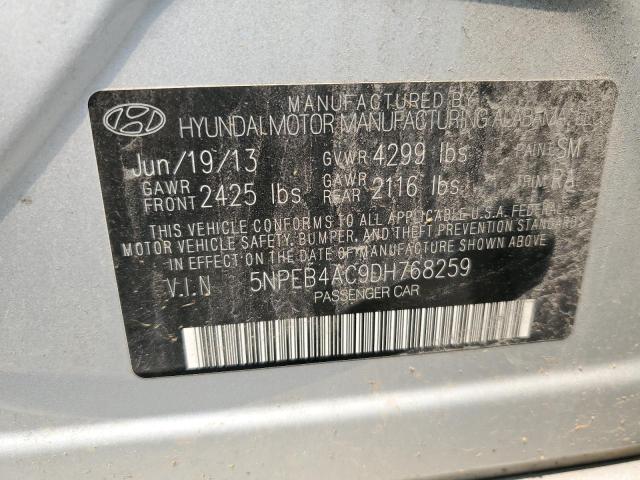 MANUFACTURED BY
HYUNDAI MOTOR MANUFACTURING ALABAMA LLC
Jun/19/13 GVWR 4299 lbs PAINT SM
GAWR FRONT 2425 lbs GAWR REAR 2116 lbs TRIM RA
THIS VEHICLE CONFORMS TO ALL APPLICABLE U.S.A. FEDERAL
MOTOR VEHICLE SAFETY, BUMPER, AND THEFT PREVENTION STANDARDS
IN EFFECT ON THE DATE OF MANUFACTURE SHOWN ABOVE.
V.I.N 5NPEB4AC9DH768259
PASSENGER CAR